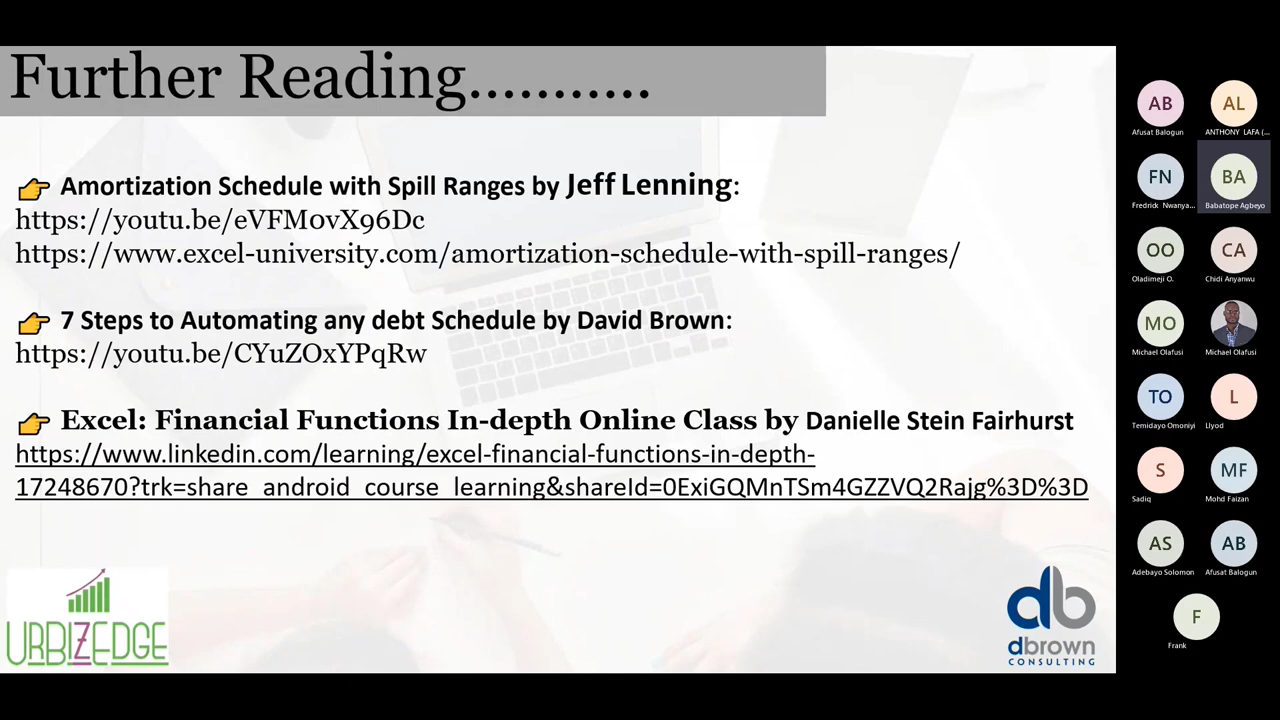 Further Reading...........
👉 Amortization Schedule with Spill Ranges by Jeff Lenning:
https://youtu.be/eVFM0vX96Dc
https://www.excel-university.com/amortization-schedule-with-spill-ranges/
👉 7 Steps to Automating any debt Schedule by David Brown:
https://youtu.be/CYuZOxYPqRw
👉 Excel: Financial Functions In-depth Online Class by Danielle Stein Fairhurst
https://www.linkedin.com/learning/excel-financial-functions-in-depth-
17248670?trk=share_android_course_learning&shareId=0ExiGQMnTSm4GZZVQ2Rajg%3D%3D
URBIZEDGE
db
dbrown
CONSULTING
AB
Afusat Balogun
AL
ANTHONY LAFA (...
FN
Fredrick Nwanya...
BA
Babatope Agbeyo
OO
Oladimeji O.
CA
Chidi Anyanwu
MO
Michael Olafusi
Michael Olafusi
TO
Temidayo Omoniyi
L
Llyod
S
Sadiq
MF
Mohd Faizan
AS
Adebayo Solomon
AB
Afusat Balogun
F
Frank